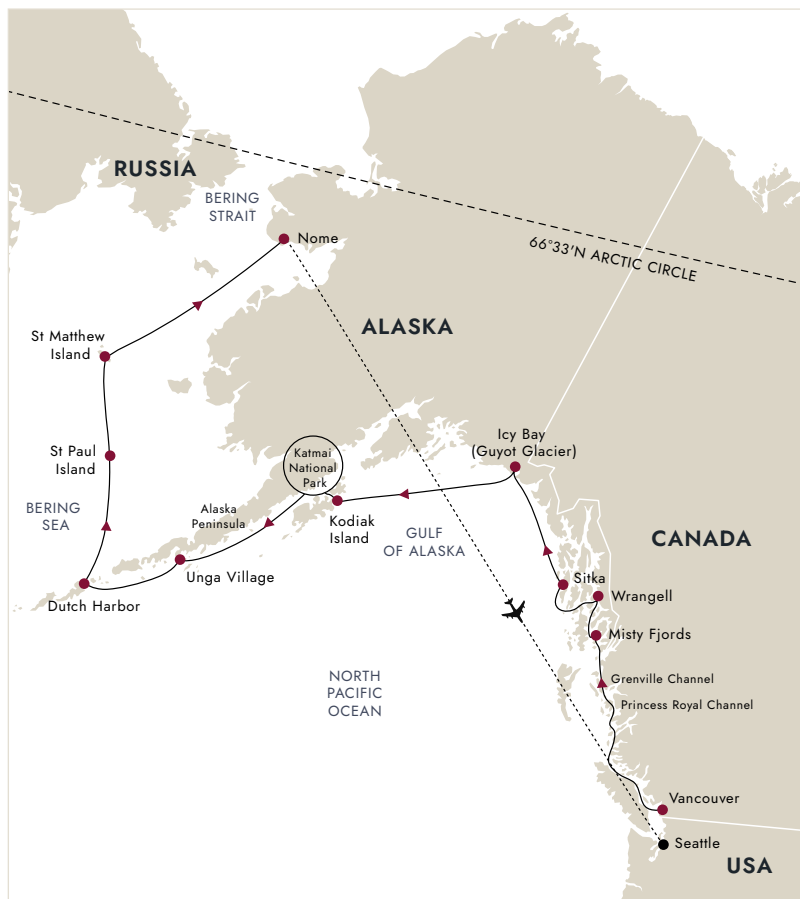 RUSSIA
BERING
STRAIT
Nome
66°33'N ARCTIC CIRCLE
ALASKA
St Matthew
Island
Icy Bay
(Guyot Glacier)
Katmai
National
Park
St Paul
Island
BERING
SEA
Alaska
Peninsula
Kodiak
Island
GULF
OF ALASKA
CANADA
Unga Village
Sitka
Dutch Harbor
Wrangell
Misty Fjords
NORTH
PACIFIC
OCEAN
Grenville Channel
Princess Royal Channel
Vancouver
Seattle
USA